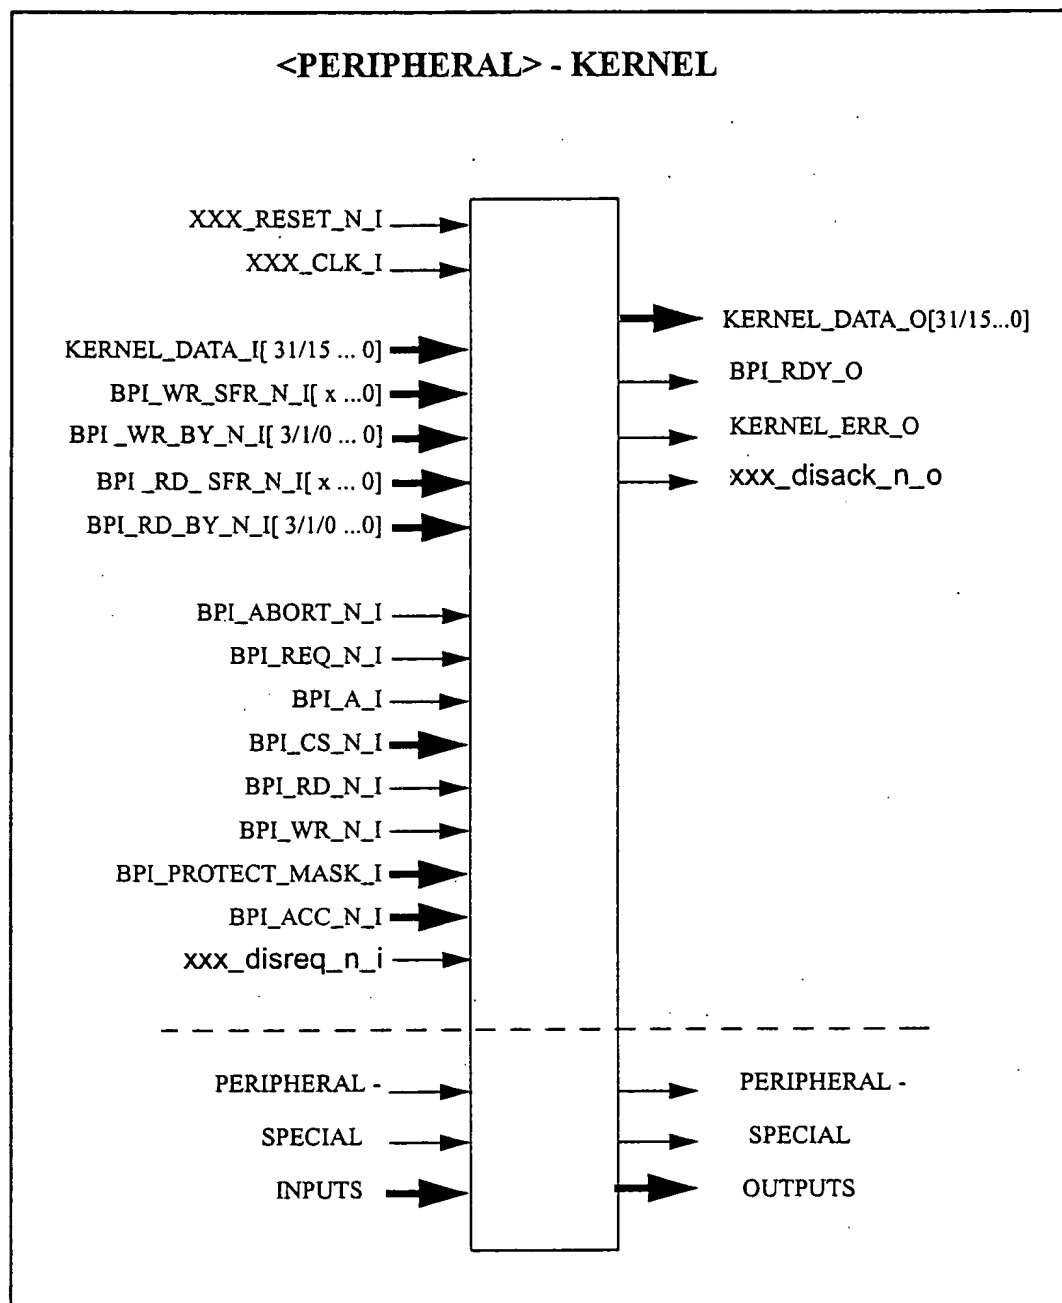 <PERIPHERAL> - KERNEL
XXX_RESET_N_I
XXX_CLK_I
KERNEL_DATA_I[ 31/15 ... 0]
BPI_WR_SFR_N_I[ x ...0]
BPI _WR_BY_N_I[ 3/1/0 ... 0]
BPI _RD_ SFR_N_I[ x ... 0]
BPI_RD_BY_N_I[ 3/1/0 ...0]
BPI_ABORT_N_I
BPI_REQ_N_I
BPI_A_I
BPI_CS_N_I
BPI_RD_N_I
BPI_WR_N_I
BPI_PROTECT_MASK_I
BPI_ACC_N_I
xxx_disreq_n_i
KERNEL_DATA_O[31/15...0]
BPI_RDY_O
KERNEL_ERR_O
xxx_disack_n_o
PERIPHERAL -
SPECIAL
INPUTS
PERIPHERAL -
SPECIAL
OUTPUTS